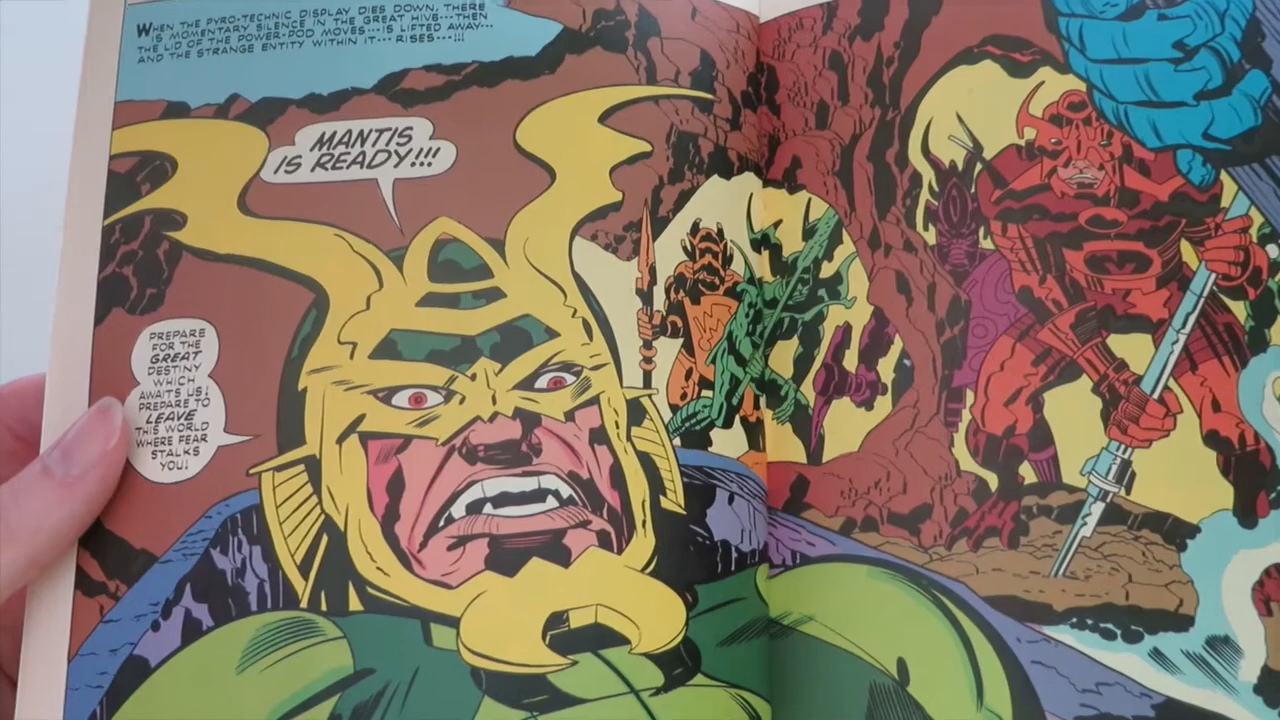 WHEN THE PYRO-TECHNIC DISPLAY DIES DOWN, THERE
IS MOMENTARY SILENCE IN THE GREAT HIVE---THEN
THE LID OF THE POWER-POD MOVES---IS LIFTED AWAY---
AND THE STRANGE ENTITY WITHIN IT--- RISES---!!!
MANTIS
IS READY!!!
PREPARE
FOR THE
GREAT
DESTINY
WHICH
AWAITS US!
PREPARE TO
LEAVE
THIS WORLD
WHERE FEAR
STALKS
YOU!